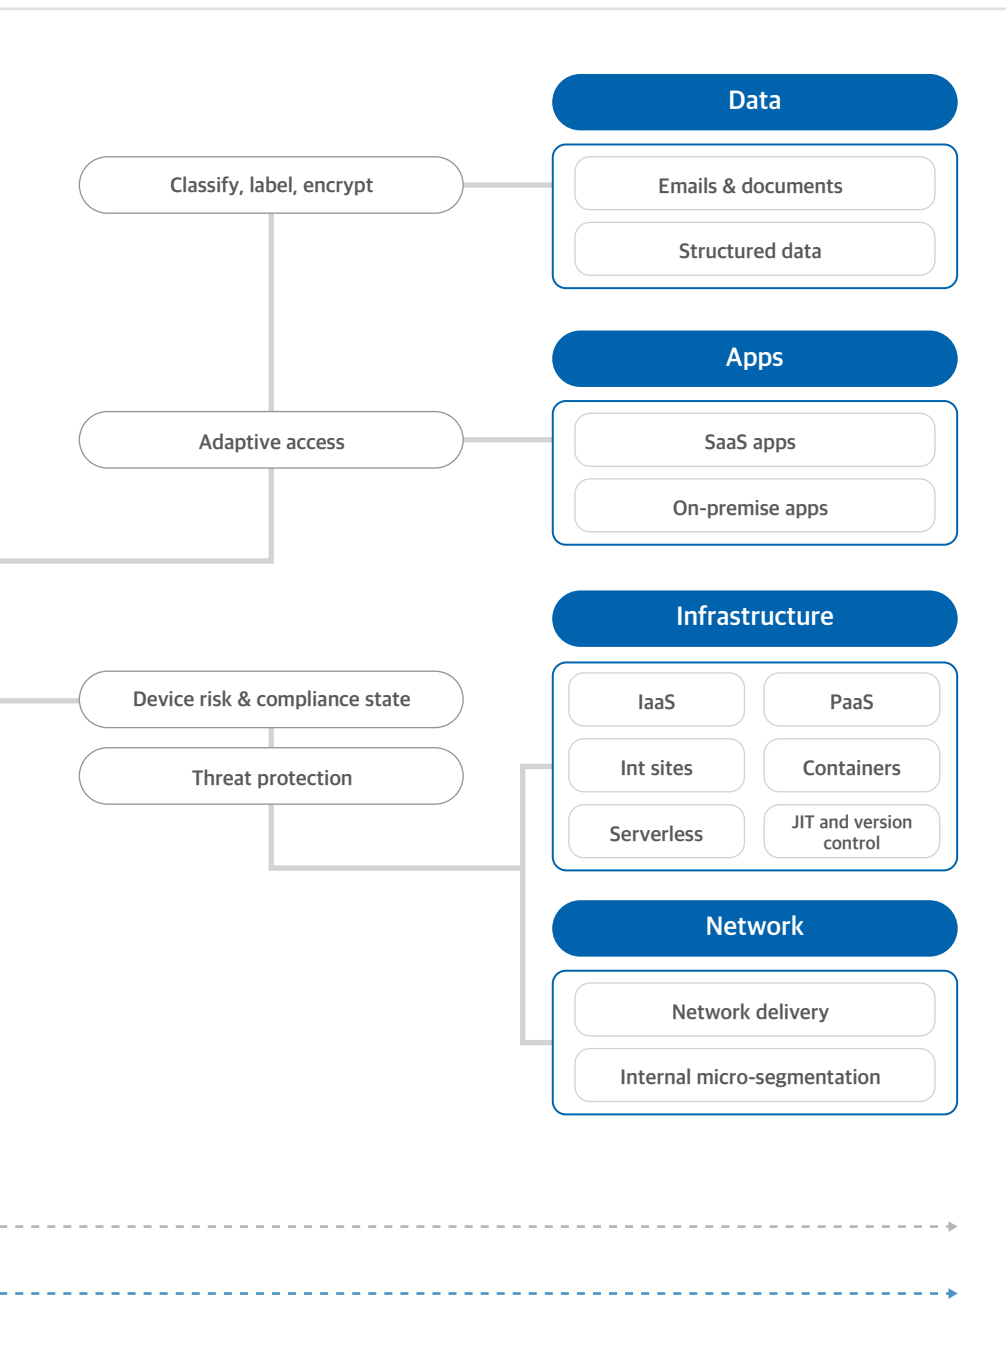 Data
Classify, label, encrypt
Emails & documents
Structured data
Apps
Adaptive access
SaaS apps
On-premise apps
Infrastructure
Device risk & compliance state
IaaS
PaaS
Threat protection
Int sites
Containers
Serverless
JIT and version
control
Network
Network delivery
Internal micro-segmentation